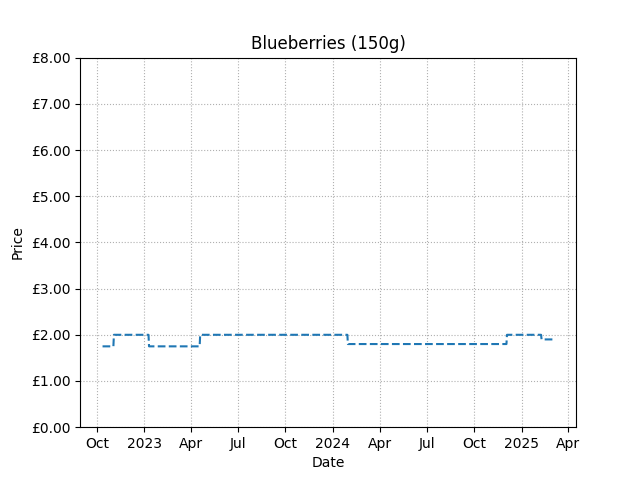 Blueberries (150g)
£8.00
£7.00
£6.00
£5.00
£4.00
£3.00
£2.00
£1.00
£0.00
Price
Oct 2023 Apr Jul Oct 2024 Apr Jul Oct 2025 Apr
Date